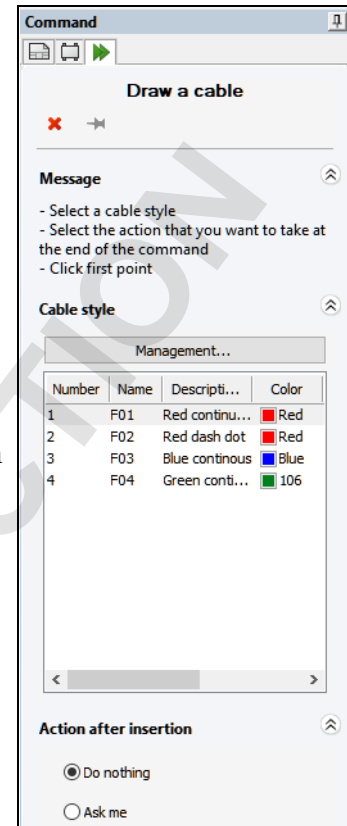 Command
Draw a cable
Message
- Select a cable style
- Select the action that you want to take at
the end of the command
- Click first point
Cable style
Management...
Number Name Descripti... Color
1 F01 Red continu... Red
2 F02 Red dash dot Red
3 F03 Blue continous Blue
4 F04 Green conti... 106
Action after insertion
Do nothing
Ask me